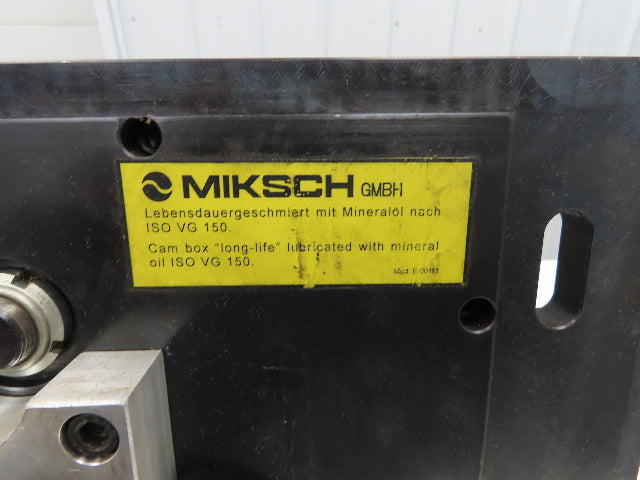 MIKSCH GMBH
Lebensdauergeschmiert mit Mineralöl nach
ISO VG 150.
Cam box "long-life" lubricated with mineral
oil ISO VG 150.